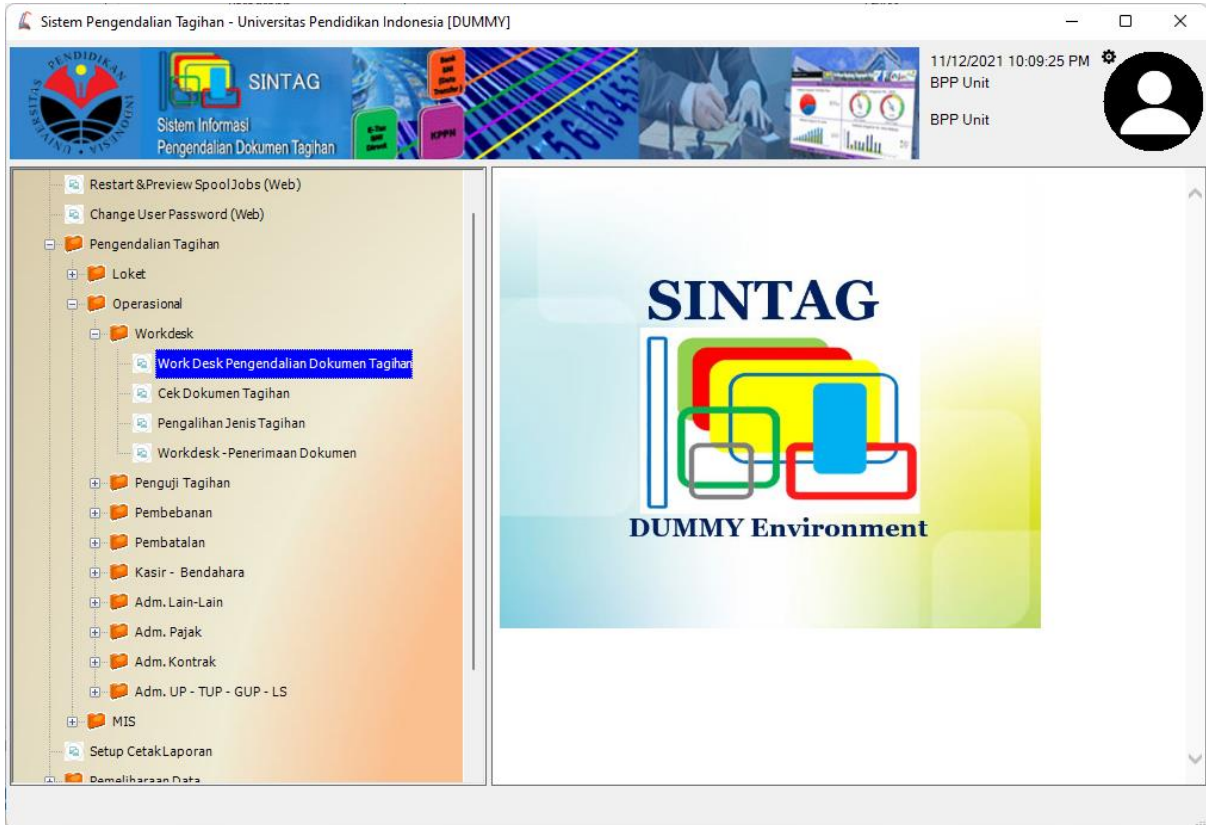 Sistem Pengendalian Tagihan - Universitas Pendidikan Indonesia [DUMMY]
UNIVERSITAS PENDIDIKAN INDONESIA
SINTAG
Sistem Informasi
Pengendalian Dokumen Tagihan
KPPN
11/12/2021 10:09:25 PM
BPP Unit
BPP Unit
Restart &Preview Spool Jobs (Web)
Change User Password (Web)
Pengendalian Tagihan
Loket
Operasional
Workdesk
Work Desk Pengendalian Dokumen Tagihan
Cek Dokumen Tagihan
Pengalihan Jenis Tagihan
Workdesk - Penerimaan Dokumen
Penguji Tagihan
Pembebanan
Pembatalan
Kasir - Bendahara
Adm. Lain-Lain
Adm. Pajak
Adm. Kontrak
Adm. UP - TUP - GUP - LS
MIS
Setup Cetak Laporan
Pemeliharaan Data
SINTAG
DUMMY Environment